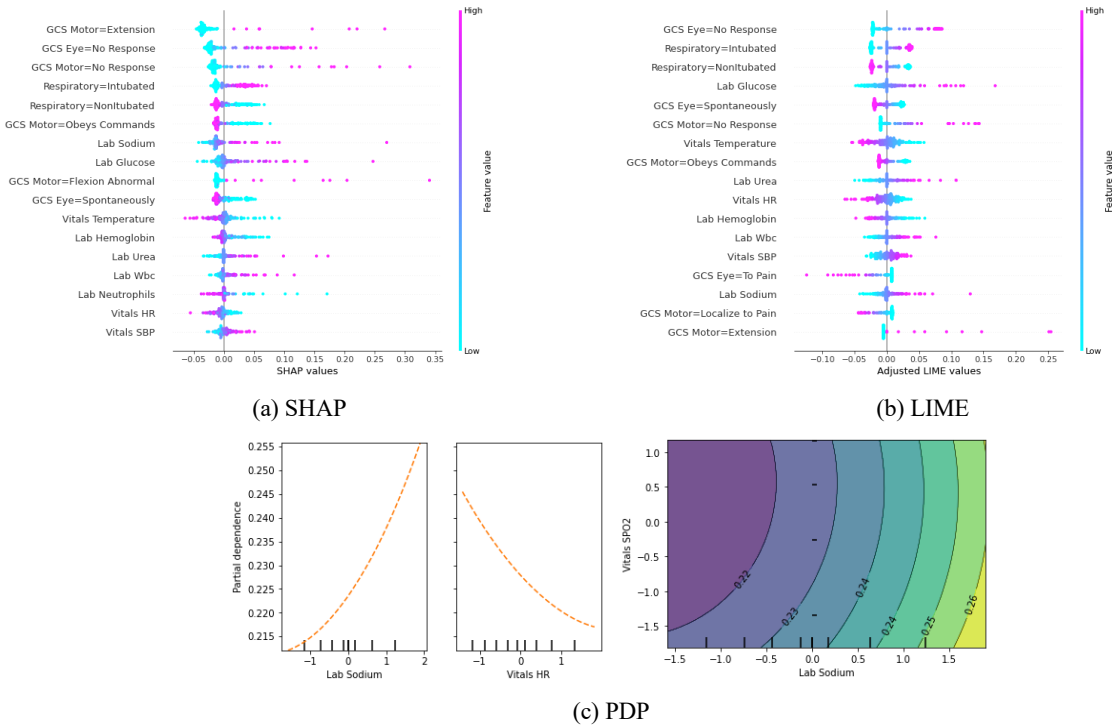 High
GCS Motor=Extension
GCS Eye=No Response
GCS Motor=No Response
Respiratory=Intubated
Respiratory=NonItubated
GCS Motor=Obeys Commands
Lab Sodium
Lab Glucose
GCS Motor=Flexion Abnormal
GCS Eye=Spontaneously
Vitals Temperature
Lab Hemoglobin
Lab Urea
Lab Wbc
Lab Neutrophils
Vitals HR
Vitals SBP
Feature value
Low
−0.05 0.00 0.05 0.10 0.15 0.20 0.25 0.30 0.35
SHAP values
(a) SHAP
High
GCS Eye=No Response
Respiratory=Intubated
Respiratory=NonIntubated
Lab Glucose
GCS Eye=Spontaneously
GCS Motor=No Response
Vitals Temperature
GCS Motor=Obeys Commands
Lab Urea
Vitals HR
Lab Hemoglobin
Lab Wbc
Vitals SBP
GCS Eye=To Pain
Lab Sodium
GCS Motor=Localize to Pain
GCS Motor=Extension
Feature value
Low
−0.10 −0.05 0.00 0.05 0.10 0.15 0.20 0.25
Adjusted LIME values
(b) LIME
0.255
0.250
0.245
0.240
0.235
0.230
0.225
0.220
0.215
Partial dependence
−1 0 1 2
Lab Sodium
−1 0 1
Vitals HR
1.0
0.5
0.0
−0.5
−1.0
−1.5
Vitals SPO2
0.22
0.23
0.24
0.24
0.25
0.26
−1.5 −1.0 −0.5 0.0 0.5 1.0 1.5
Lab Sodium
(c) PDP